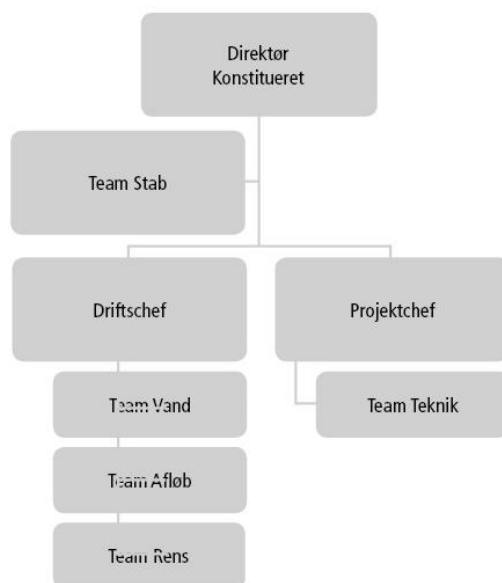 Direktør
Konstitueret
Team Stab
Driftschef
Projektchef
Team Vand
Team Teknik
Team Afløb
Team Rens